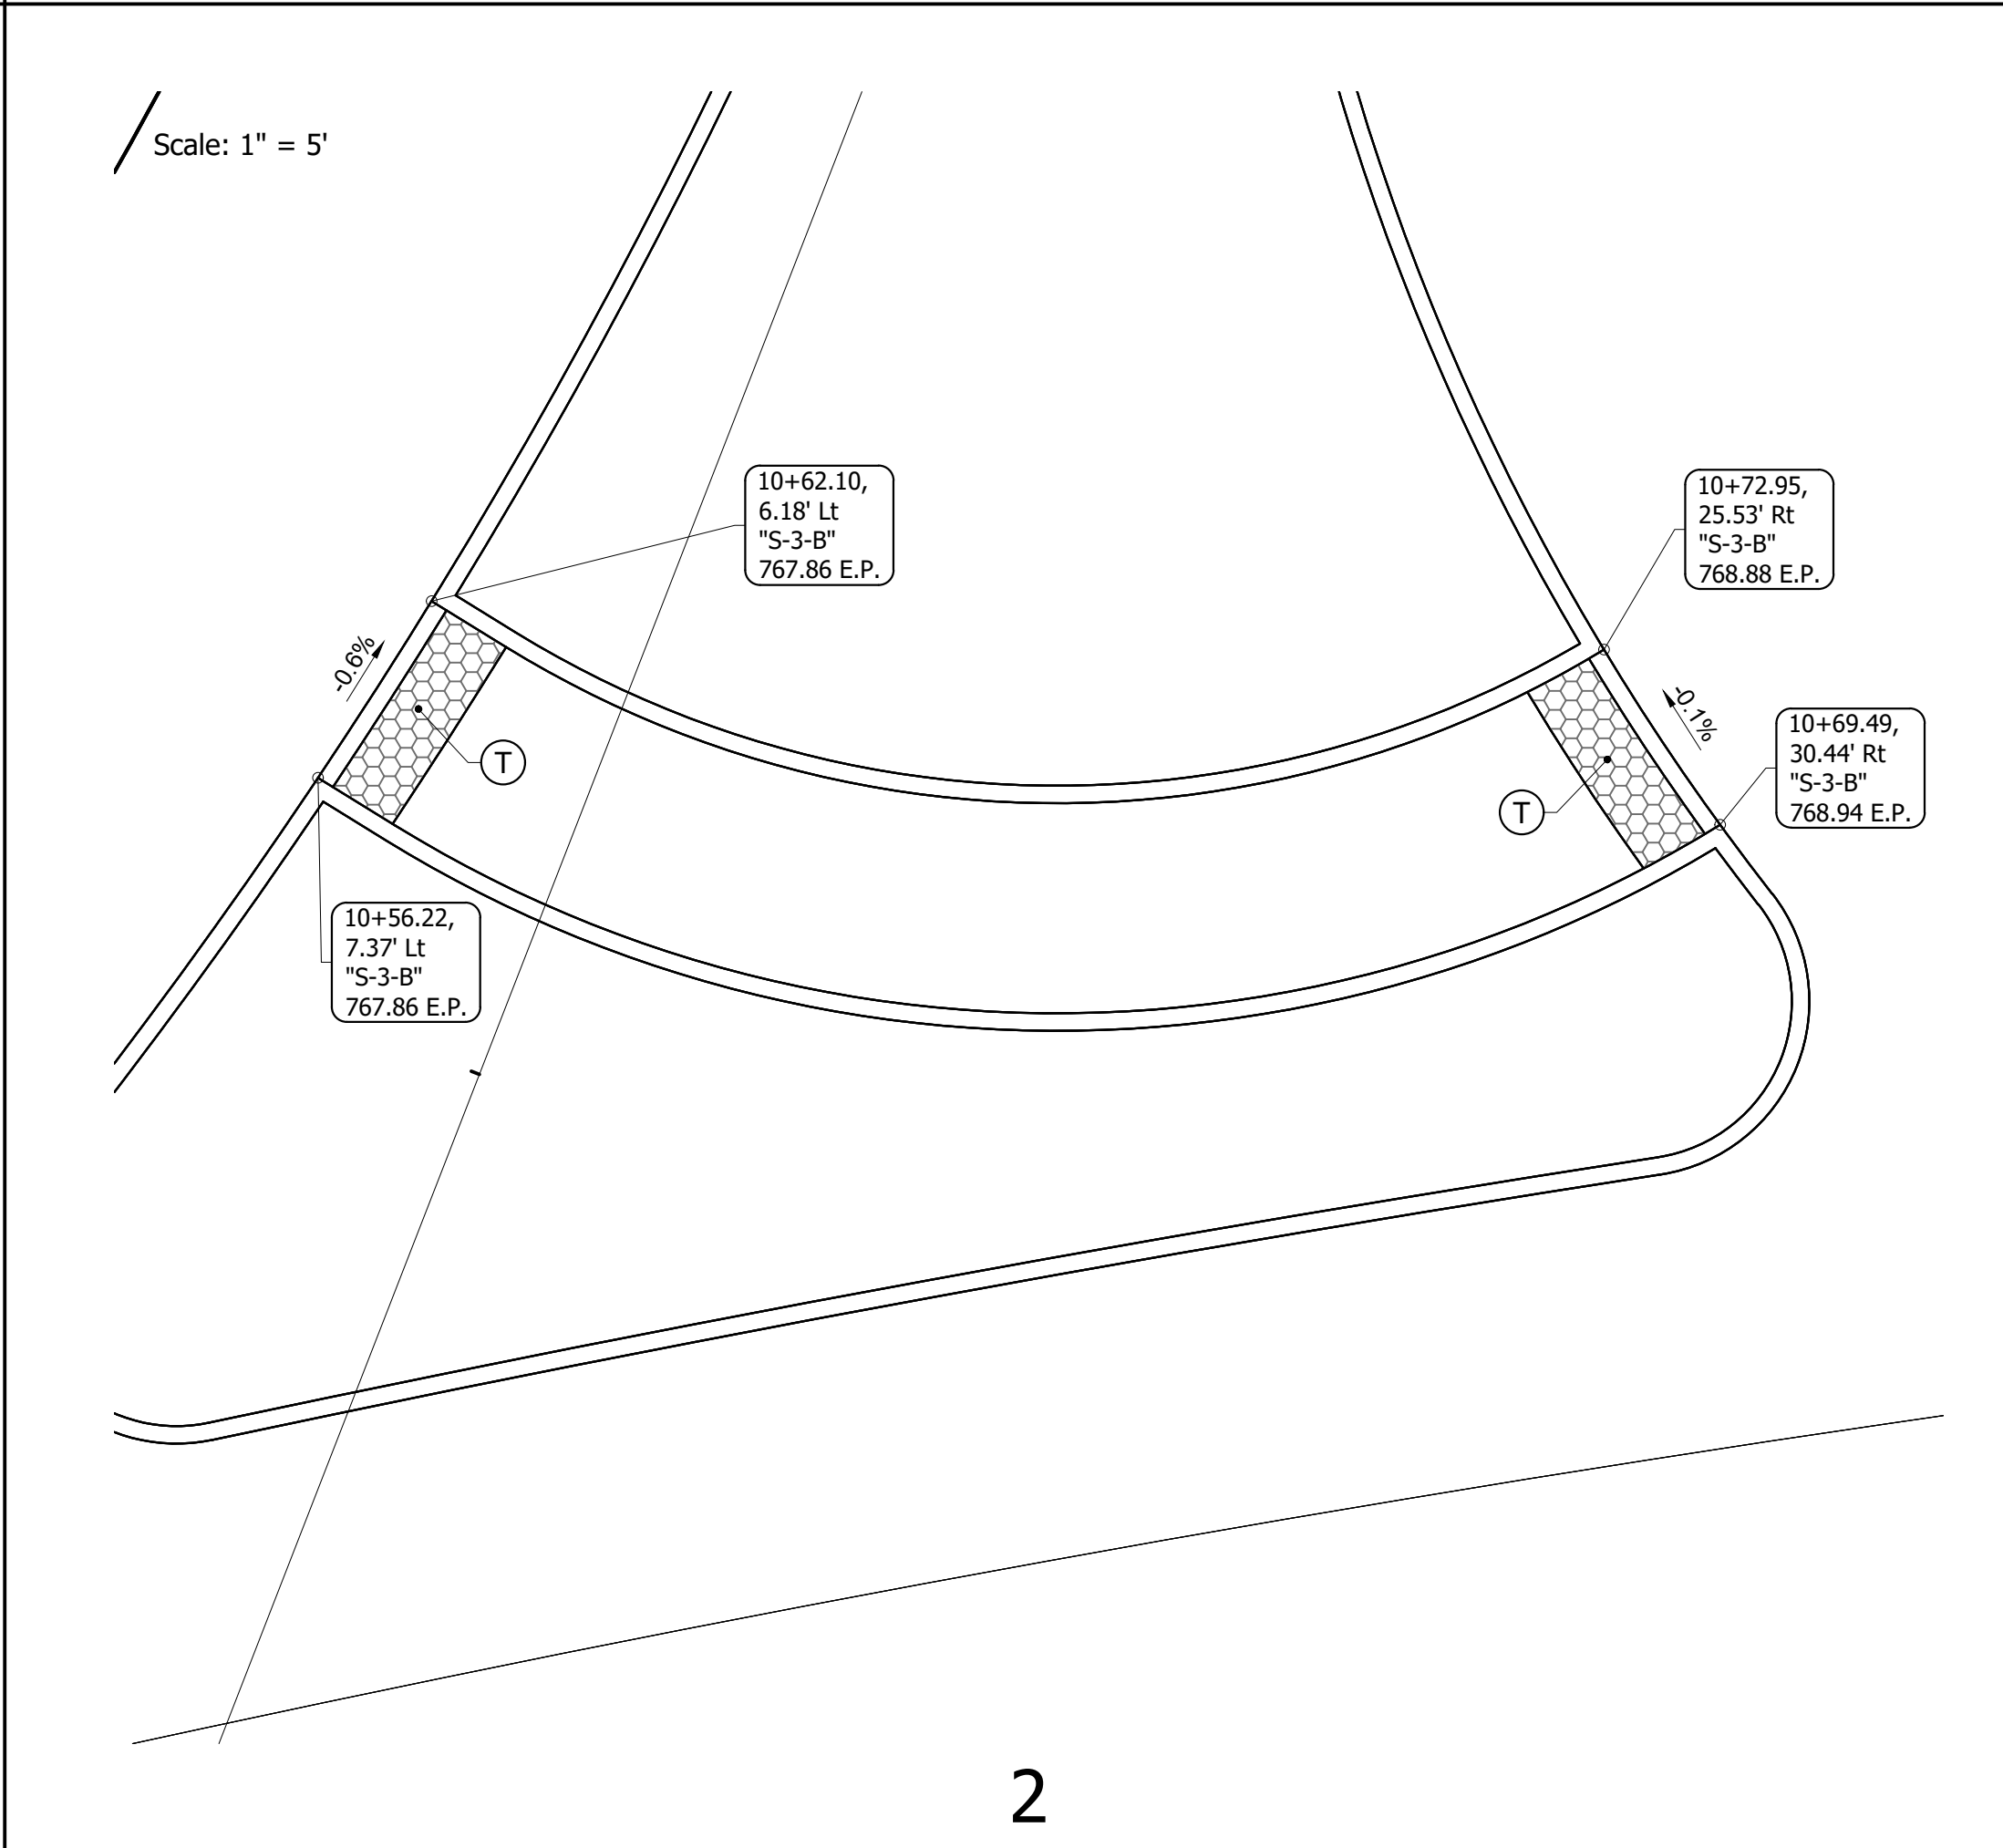 Scale: 1" = 5'
10+62.10,
6.18' Lt
"S-3-B"
767.86 E.P.
10+72.95,
25.53' Rt
"S-3-B"
768.88 E.P.
-0.6%
-0.1%
10+69.49,
30.44' Rt
"S-3-B"
768.94 E.P.
T
T
10+56.22,
7.37' Lt
"S-3-B"
767.86 E.P.
2